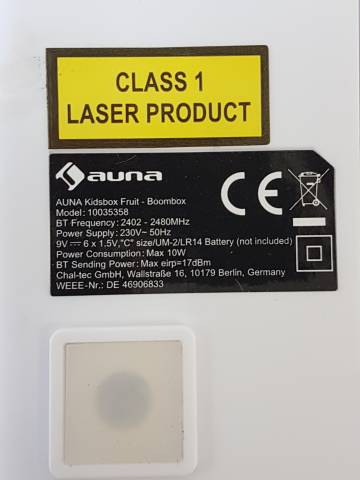 CLASS 1
LASER PRODUCT
auna
CE
AUNA Kidsbox Fruit - Boombox
Model: 10035358
BT Frequency: 2402 - 2480MHz
Power Supply: 230V~ 50Hz
9V⎓ 6 x 1.5V,"C" size/UM-2/LR14 Battery (not included)
Power Consumption: Max 10W
BT Sending Power: Max eirp=17dBm
Chal-tec GmbH, Wallstraße 16, 10179 Berlin, Germany
WEEE-Nr.: DE 46906833